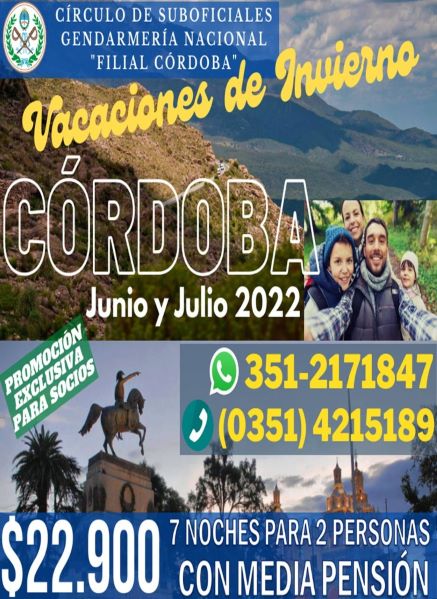 CÍRCULO DE SUBOFICIALES
GENDARMERÍA NACIONAL
"FILIAL CÓRDOBA"
Vacaciones de Invierno
CÓRDOBA
Junio y Julio 2022
PROMOCIÓN
EXCLUSIVA
PARA SOCIOS
351-2171847
(0351) 4215189
$22.900
7 NOCHES PARA 2 PERSONAS
CON MEDIA PENSIÓN